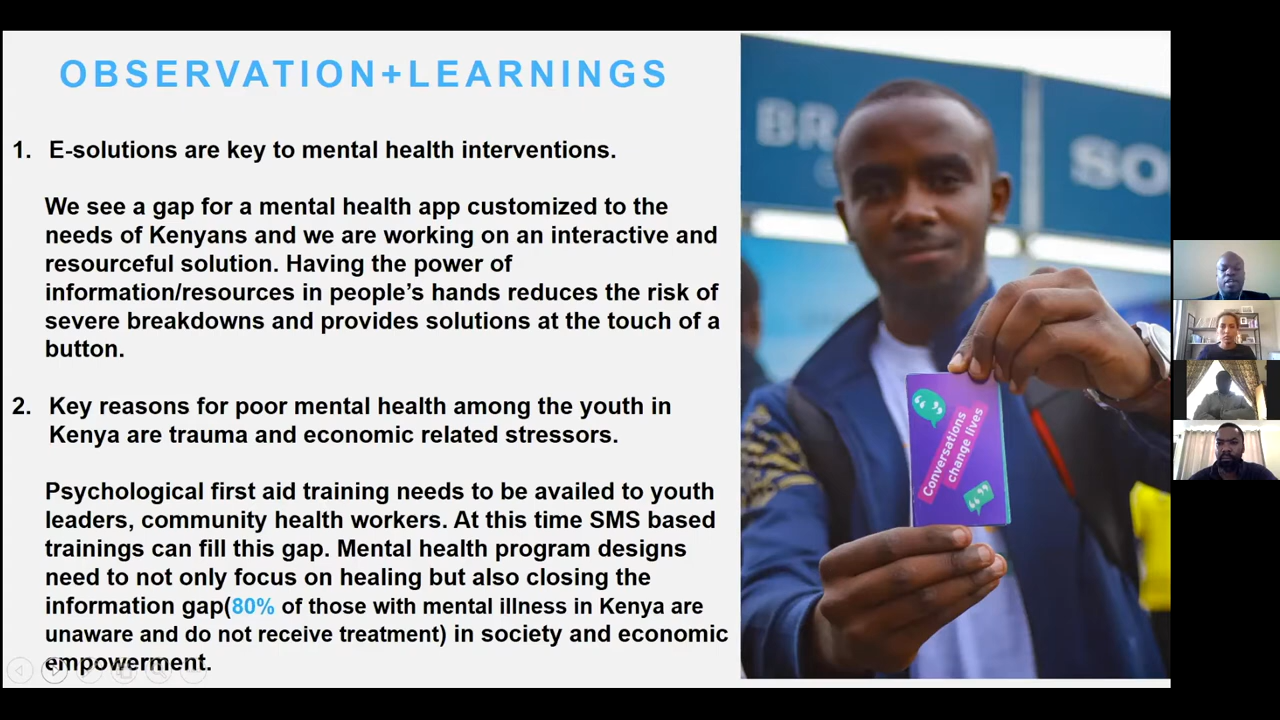 OBSERVATION+LEARNINGS
1. E-solutions are key to mental health interventions.
We see a gap for a mental health app customized to the
needs of Kenyans and we are working on an interactive and
resourceful solution. Having the power of
information/resources in people’s hands reduces the risk of
severe breakdowns and provides solutions at the touch of a
button.
2. Key reasons for poor mental health among the youth in
Kenya are trauma and economic related stressors.
Psychological first aid training needs to be availed to youth
leaders, community health workers. At this time SMS based
trainings can fill this gap. Mental health program designs
need to not only focus on healing but also closing the
information gap(80% of those with mental illness in Kenya are
unaware and do not receive treatment) in society and economic
empowerment.
BR
SO
Conversations
change lives